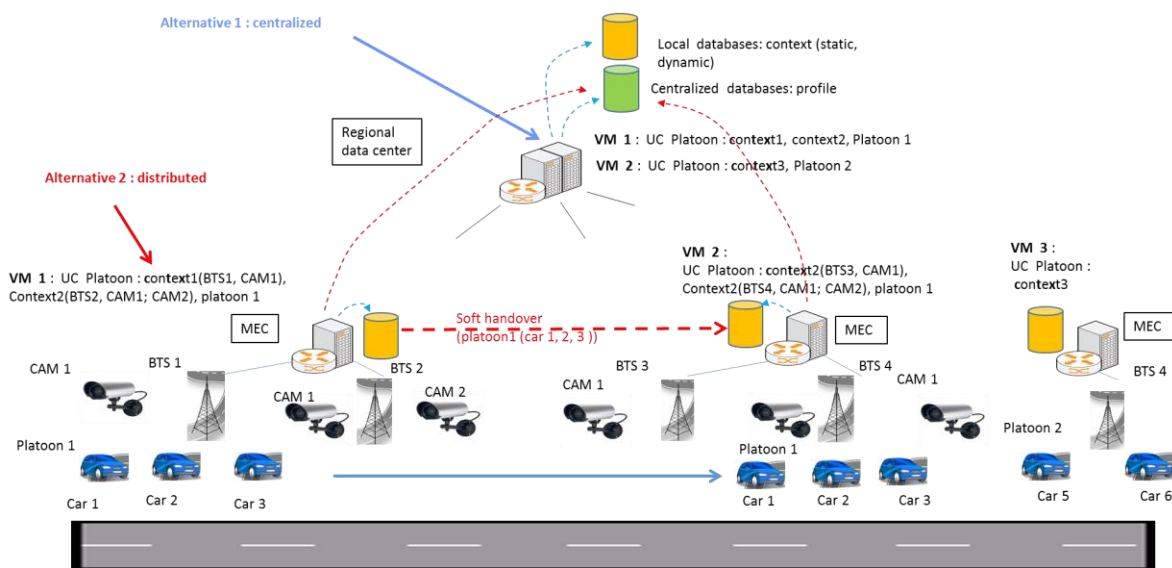 Alternative 1 : centralized
Local databases: context (static,
dynamic)
Centralized databases: profile
Regional
data center
VM 1 : UC Platoon : context1, context2, Platoon 1
VM 2 : UC Platoon : context3, Platoon 2
Alternative 2 : distributed
VM 1 : UC Platoon : context1(BTS1, CAM1),
Context2(BTS2, CAM1; CAM2), platoon 1
VM 2 :
UC Platoon : context2(BTS3, CAM1),
Context2(BTS4, CAM1; CAM2), platoon 1
VM 3 :
UC Platoon :
context3
MEC
Soft handover
(platoon1 (car 1, 2, 3 ))
MEC
MEC
CAM 1
BTS 1
BTS 2
CAM 1
CAM 2
BTS 3
CAM 1
BTS 4
CAM 1
BTS 4
Platoon 1
Platoon 1
Platoon 2
Car 1
Car 2
Car 3
Car 1
Car 2
Car 3
Car 5
Car 6